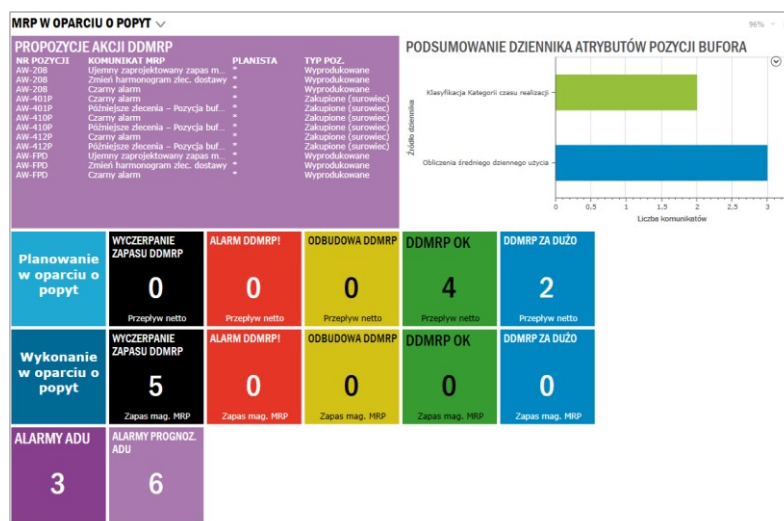 MRP W OPARCIU O POPYT
96%
PROPOZYCJE AKCJI DDMRP
NR POZYCJI KOMUNIKAT MRP PLANISTA TYP POZ.
AW-208 Ujemny zaprojektowany zapas m... * Wyprodukowane
AW-208 Zmień harmonogram zlec. dostawy * Wyprodukowane
AW-208 Czarny alarm * Wyprodukowane
AW-401P Czarny alarm * Zakupione (surowiec)
AW-401P Późniejsze zlecenia – Pozycja buf... * Zakupione (surowiec)
AW-410P Czarny alarm * Zakupione (surowiec)
AW-410P Późniejsze zlecenia – Pozycja buf... * Zakupione (surowiec)
AW-412P Czarny alarm * Zakupione (surowiec)
AW-412P Późniejsze zlecenia – Pozycja buf... * Zakupione (surowiec)
AW-FPD Ujemny zaprojektowany zapas m... * Wyprodukowane
AW-FPD Zmień harmonogram zlec. dostawy * Wyprodukowane
AW-FPD Czarny alarm * Wyprodukowane
PODSUMOWANIE DZIENNIKA ATRYBUTÓW POZYCJI BUFORA
Źródło dziennika
Klasyfikacja Kategorii czasu realizacji
Obliczenia średniego dziennego użycia
0 0,5 1 1,5 2 2,5 3
Liczba komunikatów
Planowanie
w oparciu o
popyt
WYCZERPANIE
ZAPASU DDMRP
0
Przepływ netto
ALARM DDMRP!
0
Przepływ netto
ODBUDOWA DDMRP
0
Przepływ netto
DDMRP OK
4
Przepływ netto
DDMRP ZA DUŻO
2
Przepływ netto
Wykonanie
w oparciu o
popyt
WYCZERPANIE
ZAPASU DDMRP
5
Zapas mag. MRP
ALARM DDMRP!
0
Zapas mag. MRP
ODBUDOWA DDMRP
0
Zapas mag. MRP
DDMRP OK
0
Zapas mag. MRP
DDMRP ZA DUŻO
0
Zapas mag. MRP
ALARMY ADU
3
ALARMY PROGNOZ.
ADU
6